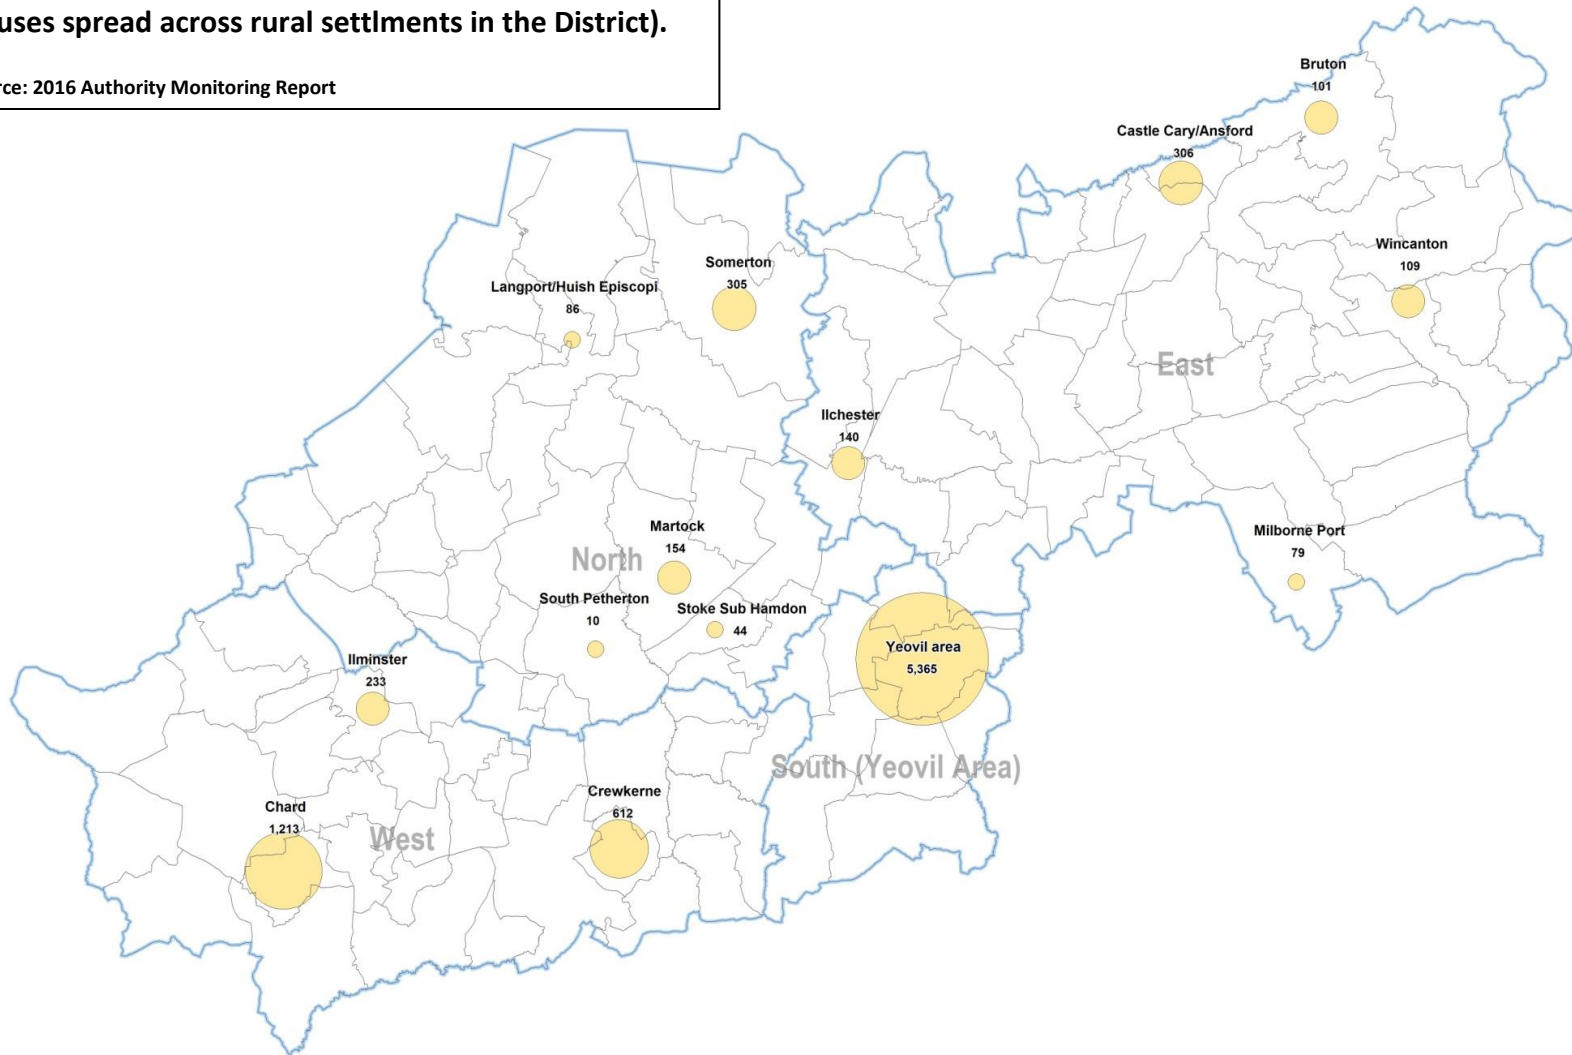 uses spread across rural settlments in the District).
rce: 2016 Authority Monitoring Report
Bruton
101
Castle Cary/Ansford
306
Wincanton
109
Somerton
305
Langport/Huish Episcopi
86
East
Ilchester
140
Martock
154
North
Milborne Port
79
South Petherton
10
Stoke Sub Hamdon
44
Yeovil area
5,365
Ilminster
233
South (Yeovil Area)
Crewkerne
612
Chard
1,213
West